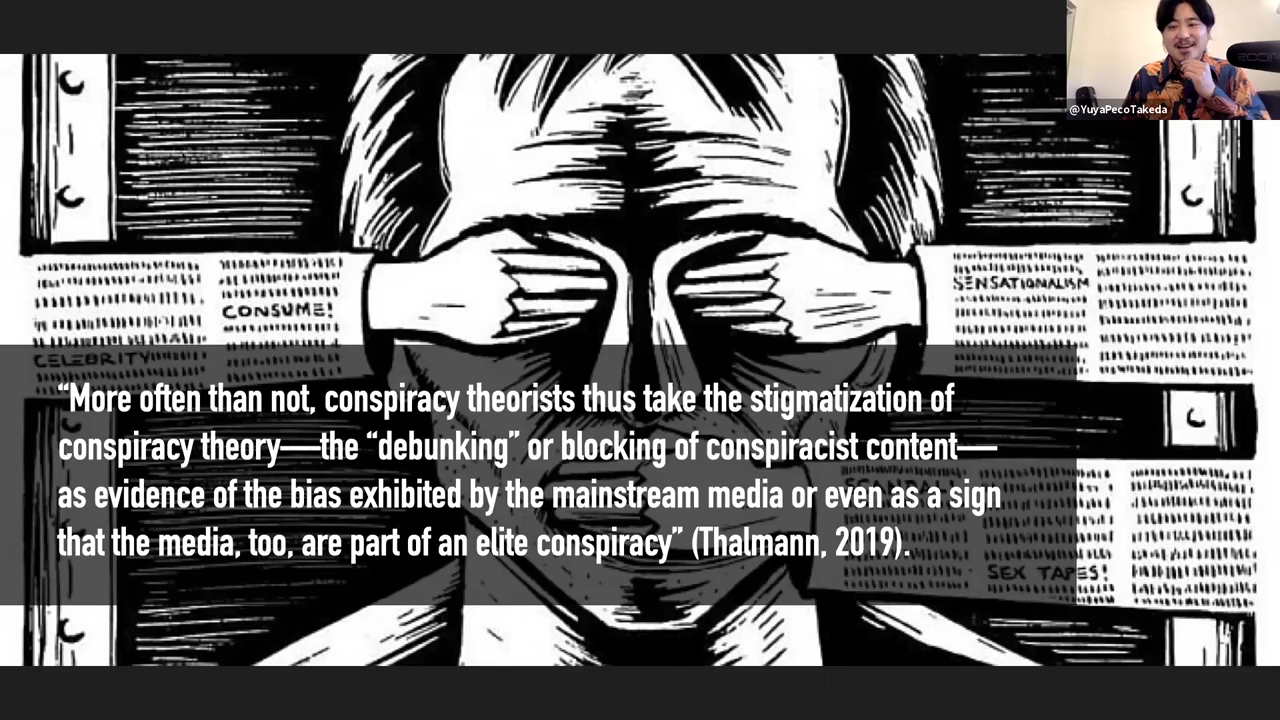 @YuyaPecoTakeda
SENSATIONALISM
CONSUME!
CELEBRITY
“More often than not, conspiracy theorists thus take the stigmatization of
conspiracy theory—the “debunking” or blocking of conspiracist content—
as evidence of the bias exhibited by the mainstream media or even as a sign
that the media, too, are part of an elite conspiracy” (Thalmann, 2019).
SEX TAPES!